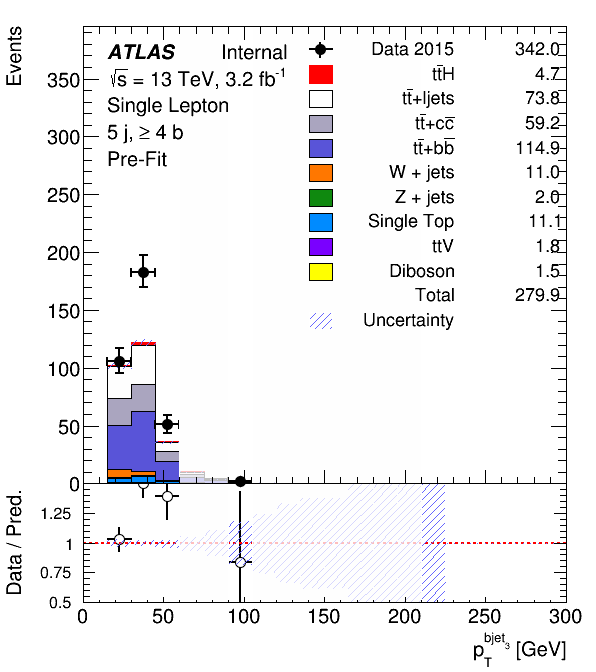 Events
ATLAS Internal
√s = 13 TeV, 3.2 fb⁻¹
Single Lepton
5 j, ≥ 4 b
Pre-Fit
Data 2015 342.0
tt̄H 4.7
tt̄+ljets 73.8
tt̄+cc̄ 59.2
tt̄+bb̄ 114.9
W + jets 11.0
Z + jets 2.0
Single Top 11.1
ttV 1.8
Diboson 1.5
Total 279.9
Uncertainty
350
300
250
200
150
100
50
0
Data / Pred.
1.25
1
0.75
0.5
0 50 100 150 200 250 300
p_T^{bjet_3} [GeV]